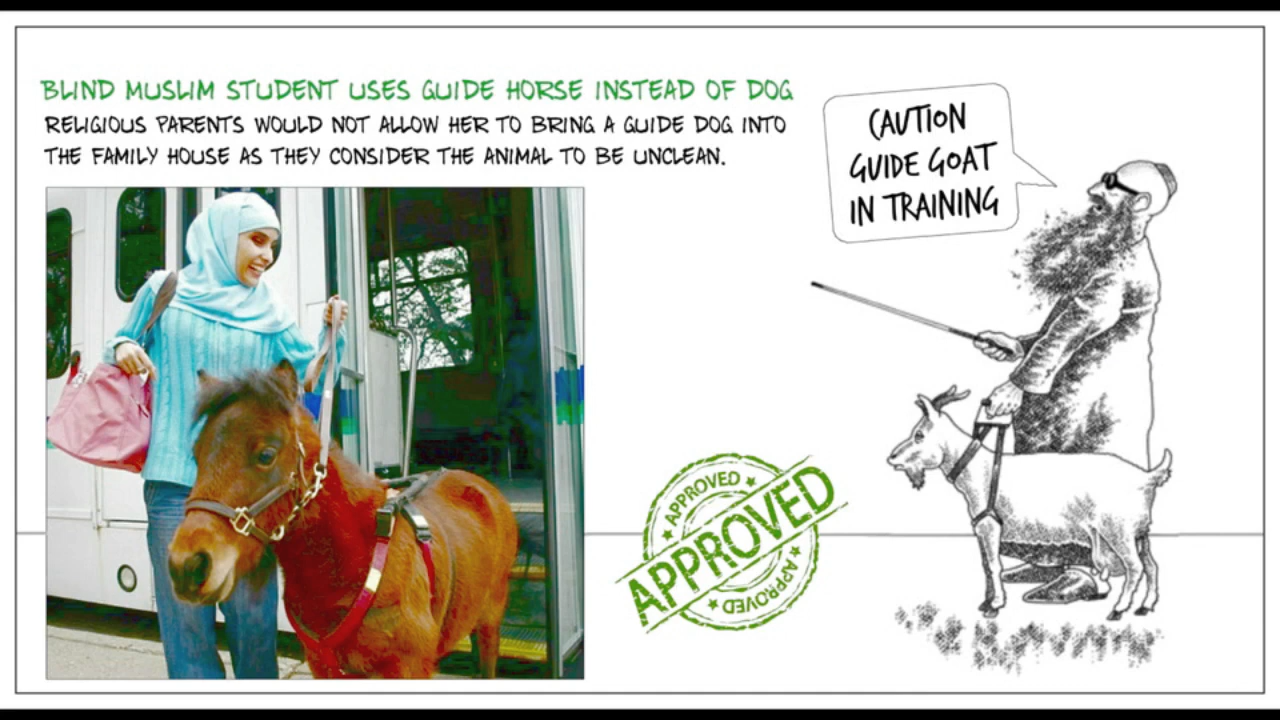 BLIND MUSLIM STUDENT USES GUIDE HORSE INSTEAD OF DOG
RELIGIOUS PARENTS WOULD NOT ALLOW HER TO BRING A GUIDE DOG INTO
THE FAMILY HOUSE AS THEY CONSIDER THE ANIMAL TO BE UNCLEAN.
CAUTION
GUIDE GOAT
IN TRAINING
APPROVED
APPROVED
APPROVED
APPROVED